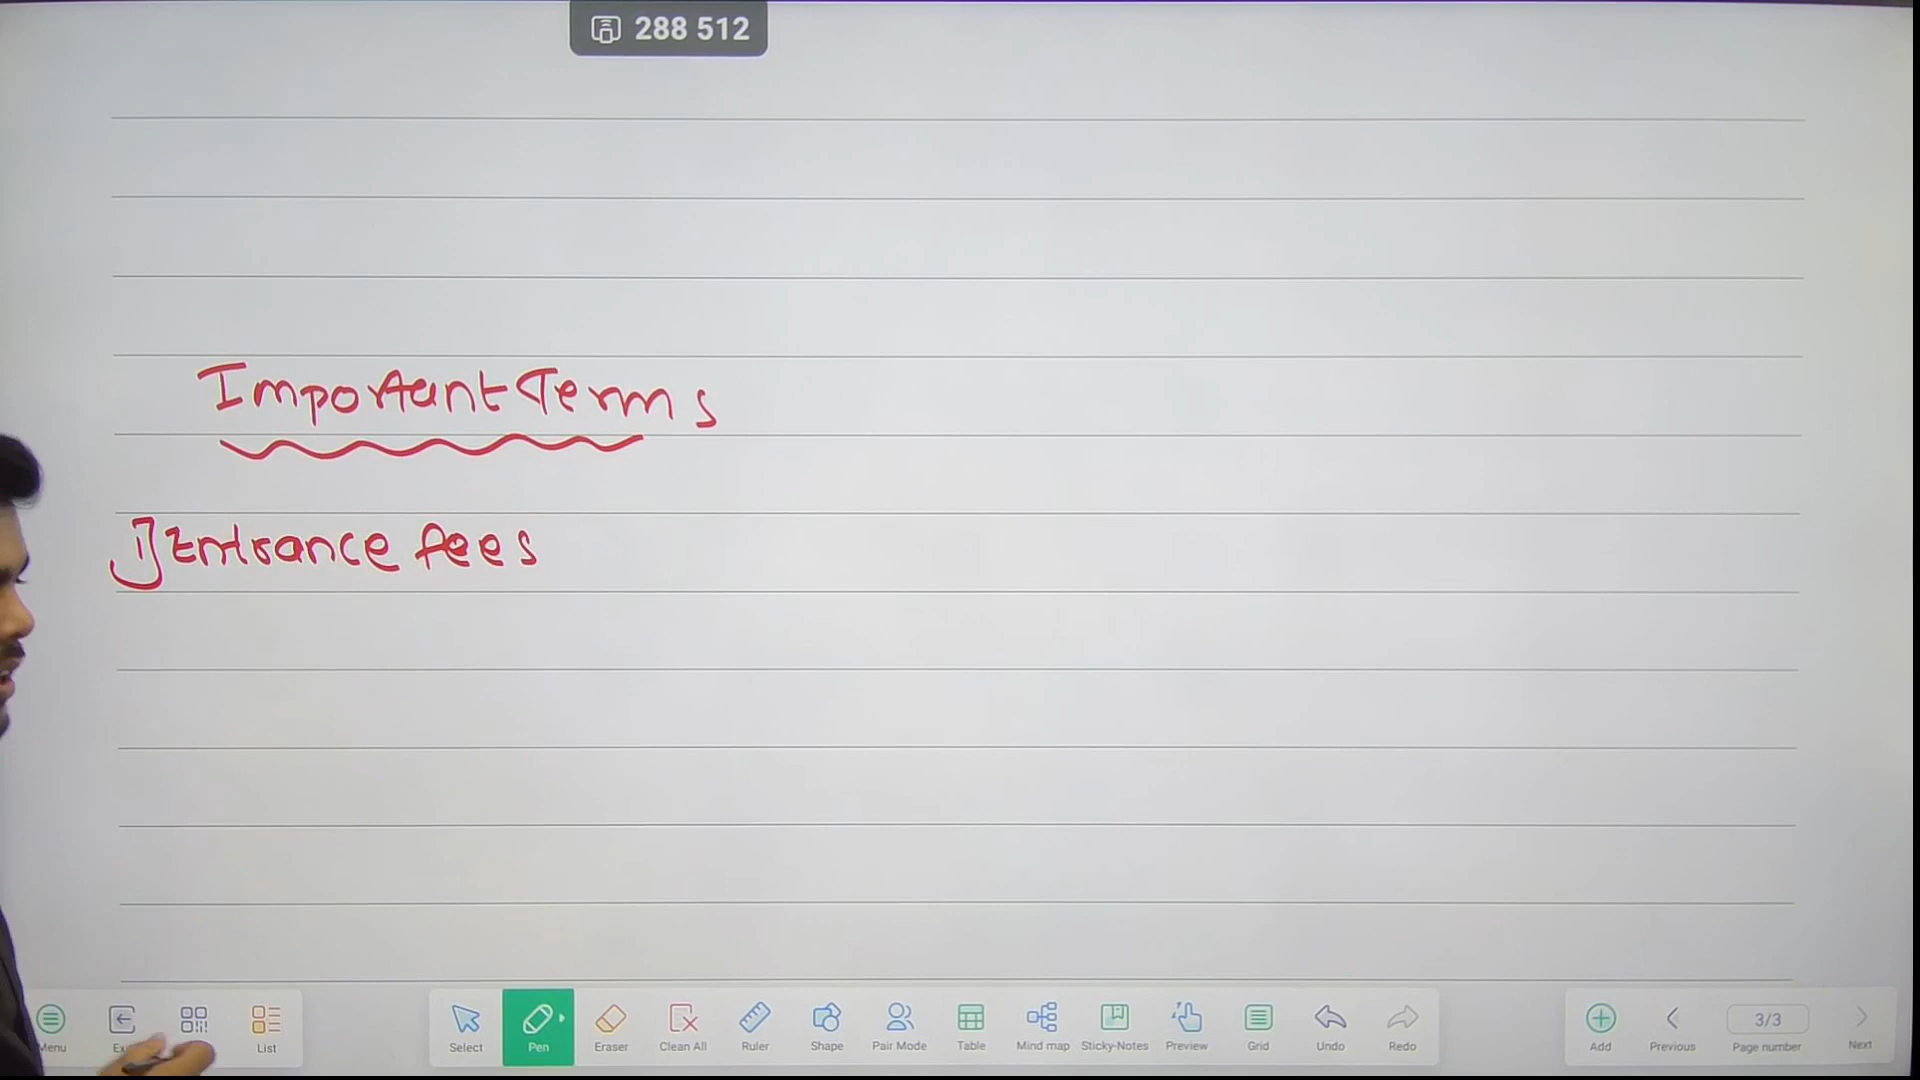 288 512
Important Terms
1] Entrance fees
Menu
List
Select
Pen
Eraser
Clean All
Ruler
Shape
Pair Mode
Table
Mind map
Sticky-Notes
Preview
Grid
Undo
Redo
Add
Previous
3/3
Page number
Next